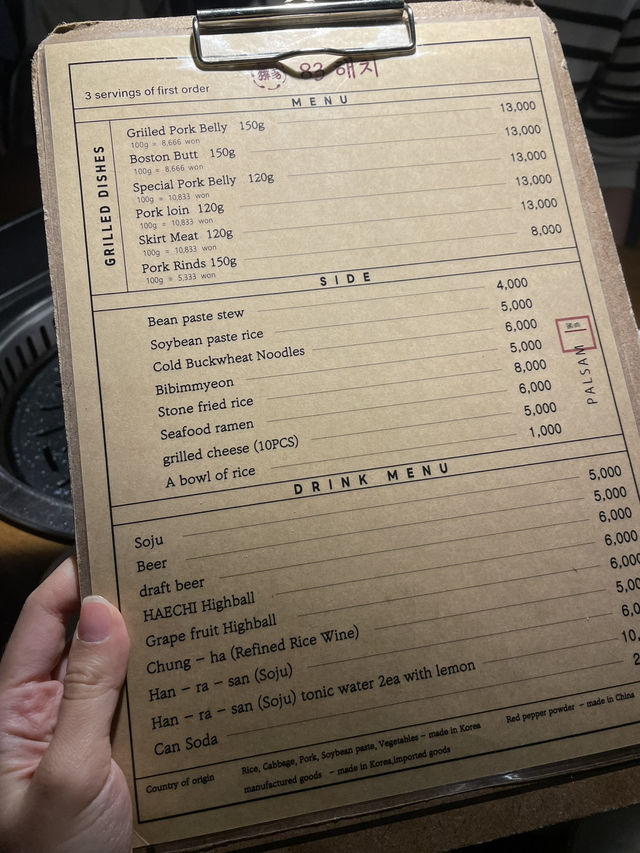 3 servings of first order
83 해지
MENU
GRILLED DISHES
Grilled Pork Belly 150g 13,000
100g = 8,666 won
Boston Butt 150g 13,000
100g = 8,666 won
Special Pork Belly 120g 13,000
100g = 10,833 won
Pork loin 120g 13,000
100g = 10,833 won
Skirt Meat 120g 13,000
100g = 10,833 won
Pork Rinds 150g 8,000
100g = 5,333 won
SIDE
Bean paste stew 4,000
Soybean paste rice 5,000
Cold Buckwheat Noodles 6,000
Bibimmyeon 5,000
Stone fried rice 8,000
Seafood ramen 6,000
grilled cheese (10PCS) 5,000
A bowl of rice 1,000
PALSAM
DRINK MENU
Soju 5,000
Beer 5,000
draft beer 6,000
HAECHI Highball 6,000
Grape fruit Highball 6,000
Chung - ha (Refined Rice Wine) 6,000
Han - ra - san (Soju) 5,00
Han - ra - san (Soju) tonic water 2ea with lemon 10,
Can Soda 2
Country of origin
Rice, Cabbage, Pork, Soybean paste, Vegetables - made in Korea Red pepper powder - made in China
manufactured goods - made in Korea,imported goods